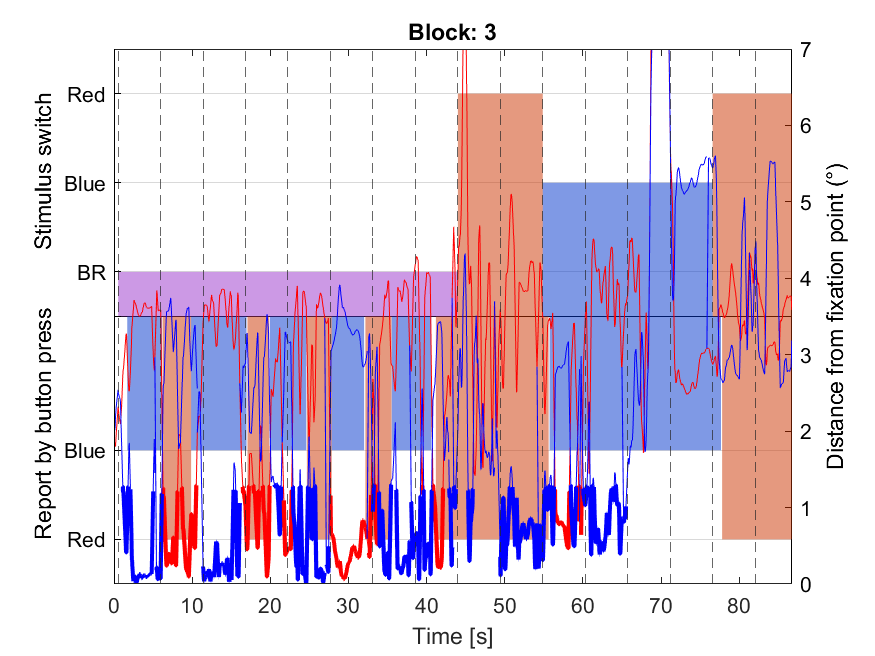 Block: 3
Stimulus switch
Report by button press
Red
Blue
BR
Blue
Red
7
6
5
4
3
2
1
0
Distance from fixation point (°)
0 10 20 30 40 50 60 70 80
Time [s]